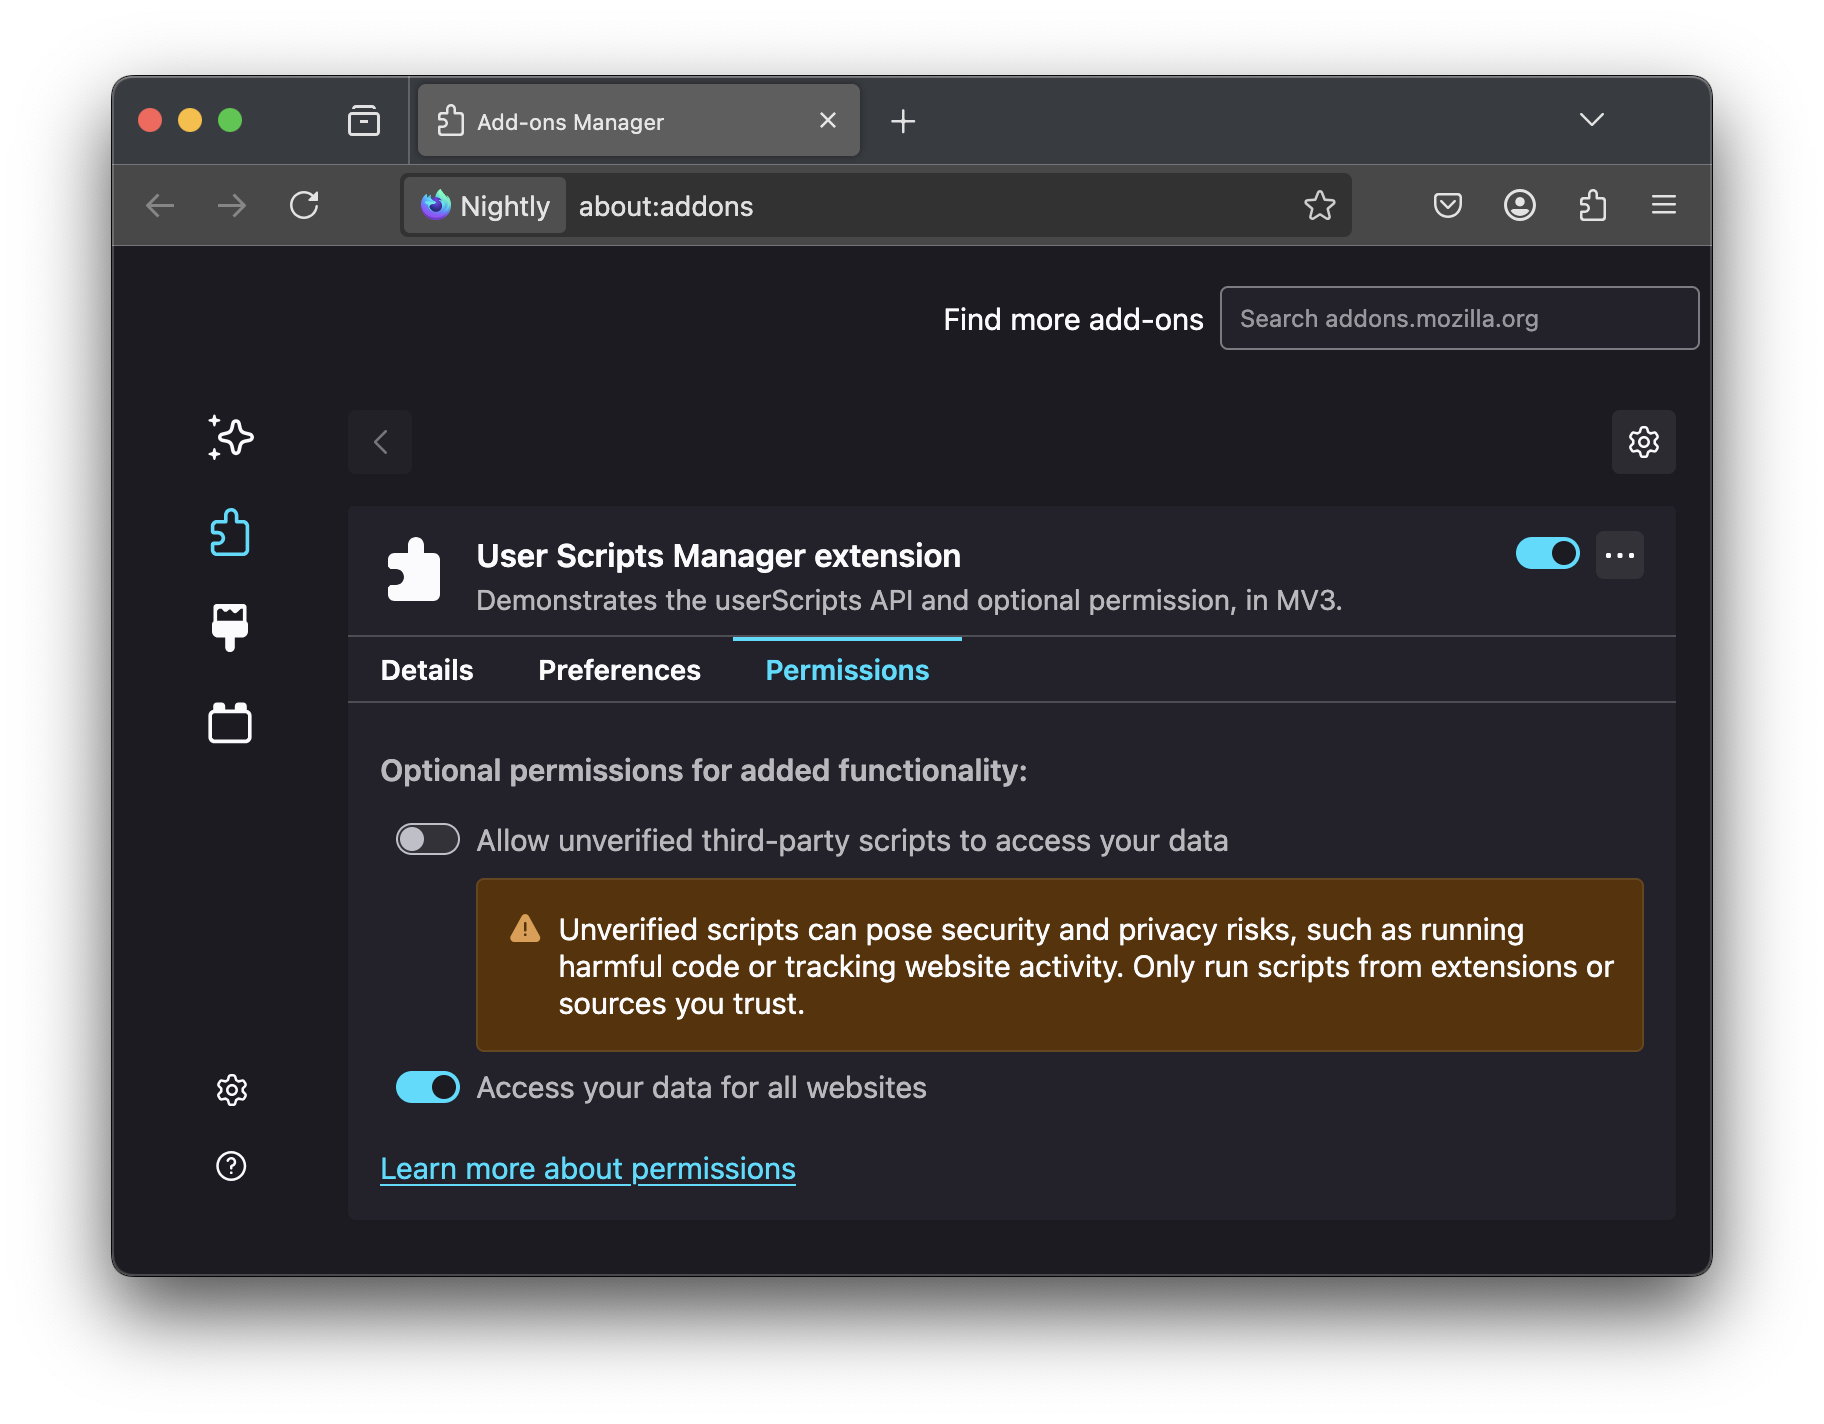 Add-ons Manager
Nightly about:addons
Find more add-ons Search addons.mozilla.org
User Scripts Manager extension
Demonstrates the userScripts API and optional permission, in MV3.
Details Preferences Permissions
Optional permissions for added functionality:
Allow unverified third-party scripts to access your data
Unverified scripts can pose security and privacy risks, such as running
harmful code or tracking website activity. Only run scripts from extensions or
sources you trust.
Access your data for all websites
Learn more about permissions